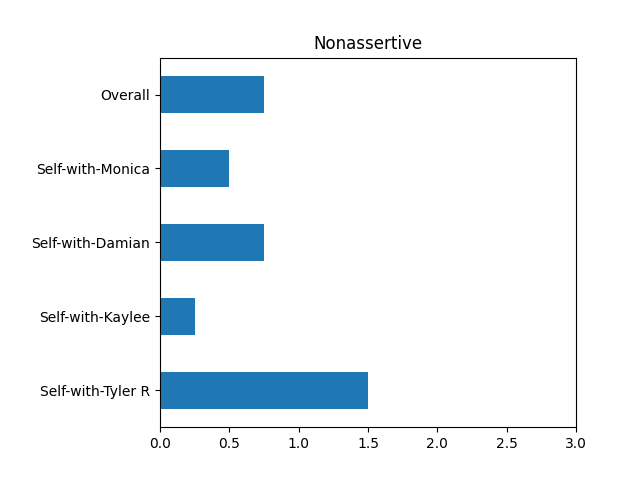 Nonassertive
Overall
Self-with-Monica
Self-with-Damian
Self-with-Kaylee
Self-with-Tyler R
0.0 0.5 1.0 1.5 2.0 2.5 3.0